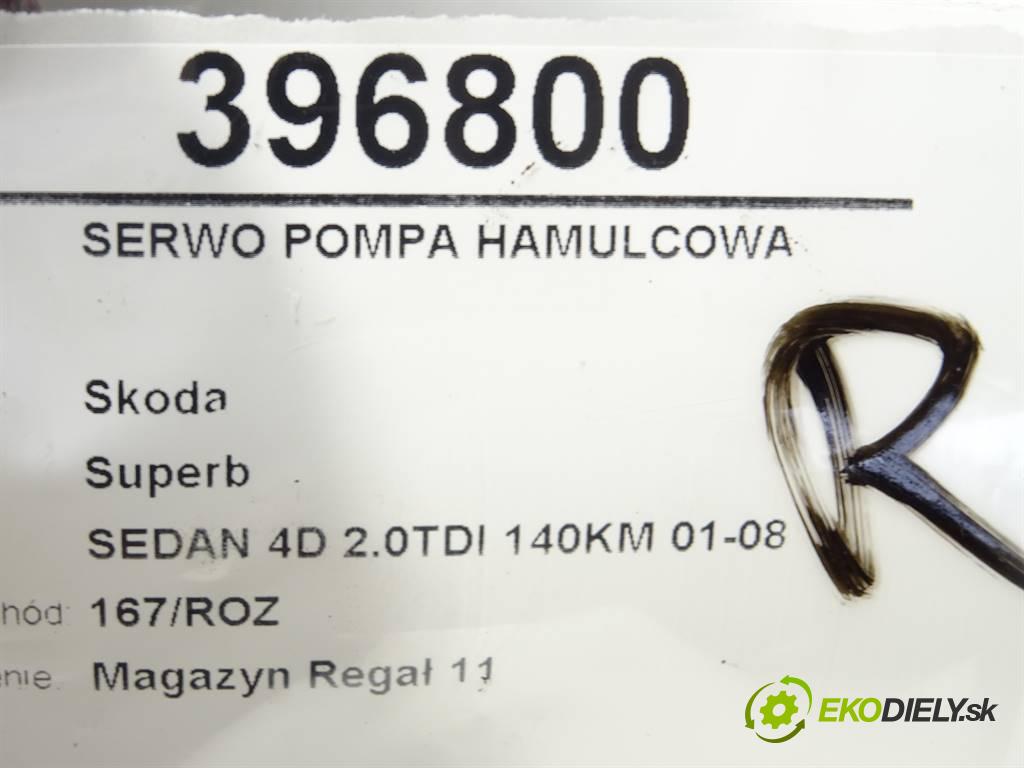 396800
SERWO POMPA HAMULCOWA
Skoda
Superb
SEDAN 4D 2.0TDI 140KM 01-08
hód: 167/ROZ
enie: Magazyn Regał 11
R
EKODIELY.sk